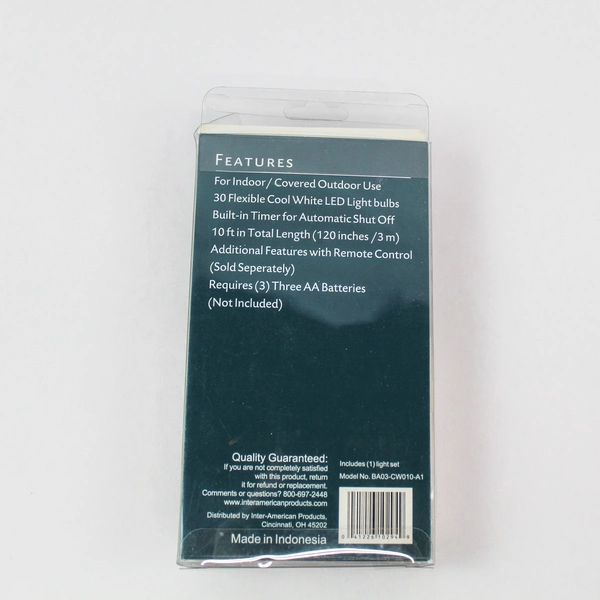 FEATURES
For Indoor/ Covered Outdoor Use
30 Flexible Cool White LED Light bulbs
Built-in Timer for Automatic Shut Off
10 ft in Total Length (120 inches /3 m)
Additional Features with Remote Control
(Sold Seperately)
Requires (3) Three AA Batteries
(Not Included)
Quality Guaranteed:
If you are not completely satisfied
with this product, return
it for refund or replacement.
Comments or questions? 800-697-2448
www.interamericanproducts.com
Distributed by Inter-American Products,
Cincinnati, OH 45202
Made in Indonesia
Includes (1) light set
Model No. BA03-CW010-A1